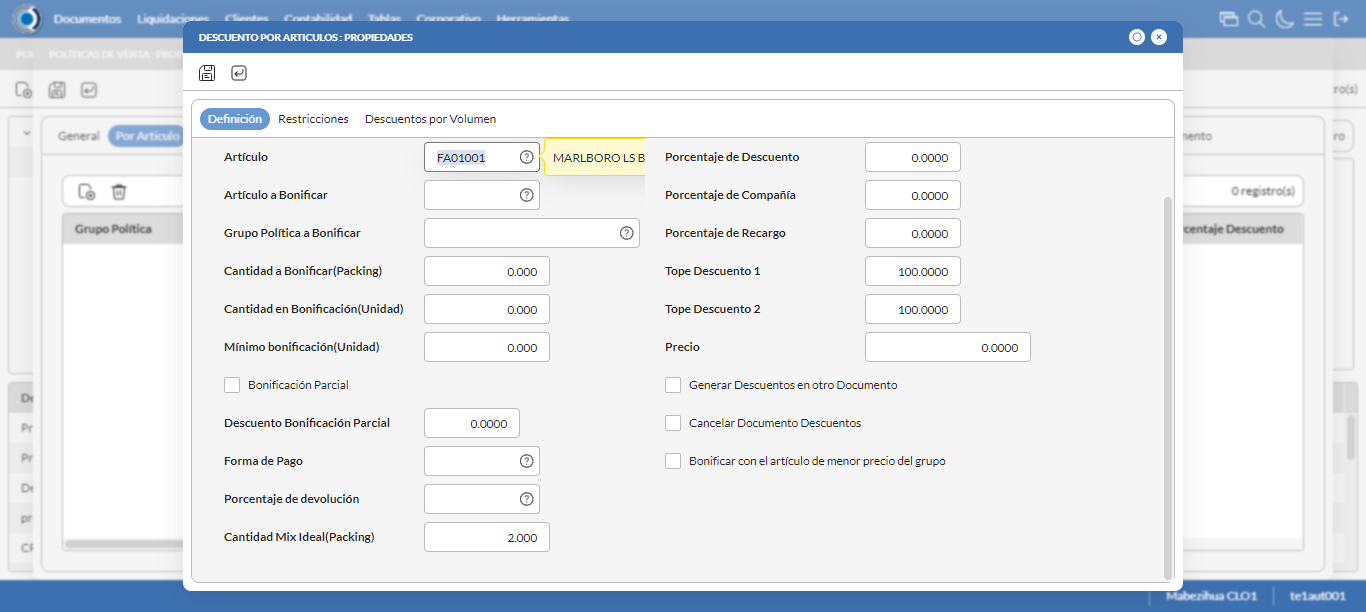 Documentos Liquidaciones Clientes Contabilidad Tablas Corporativo Herramientas
DESCUENTO POR ARTICULOS : PROPIEDADES
POLÍTICAS DE VENTA : PROP
ro(s)
Definición Restricciones Descuentos por Volumen
General Por Artículo
mento
ro
Artículo FA01001 MARLBORO LS B
Porcentaje de Descuento 0.0000
Artículo a Bonificar
Porcentaje de Compañía 0.0000
0 registro(s)
Grupo Política
Grupo Política a Bonificar
Porcentaje de Recargo 0.0000
centaje Descuento
Cantidad a Bonificar(Packing) 0.000
Tope Descuento 1 100.0000
Cantidad en Bonificación(Unidad) 0.000
Tope Descuento 2 100.0000
Mínimo bonificación(Unidad) 0.000
Precio 0.0000
Bonificación Parcial
Generar Descuentos en otro Documento
De
Descuento Bonificación Parcial 0.0000
Cancelar Documento Descuentos
Pr
Forma de Pago
Bonificar con el artículo de menor precio del grupo
Pr
De
Porcentaje de devolución
pr
Cantidad Mix Ideal(Packing) 2.000
CF
Mabezihua CLO1 te1aut001